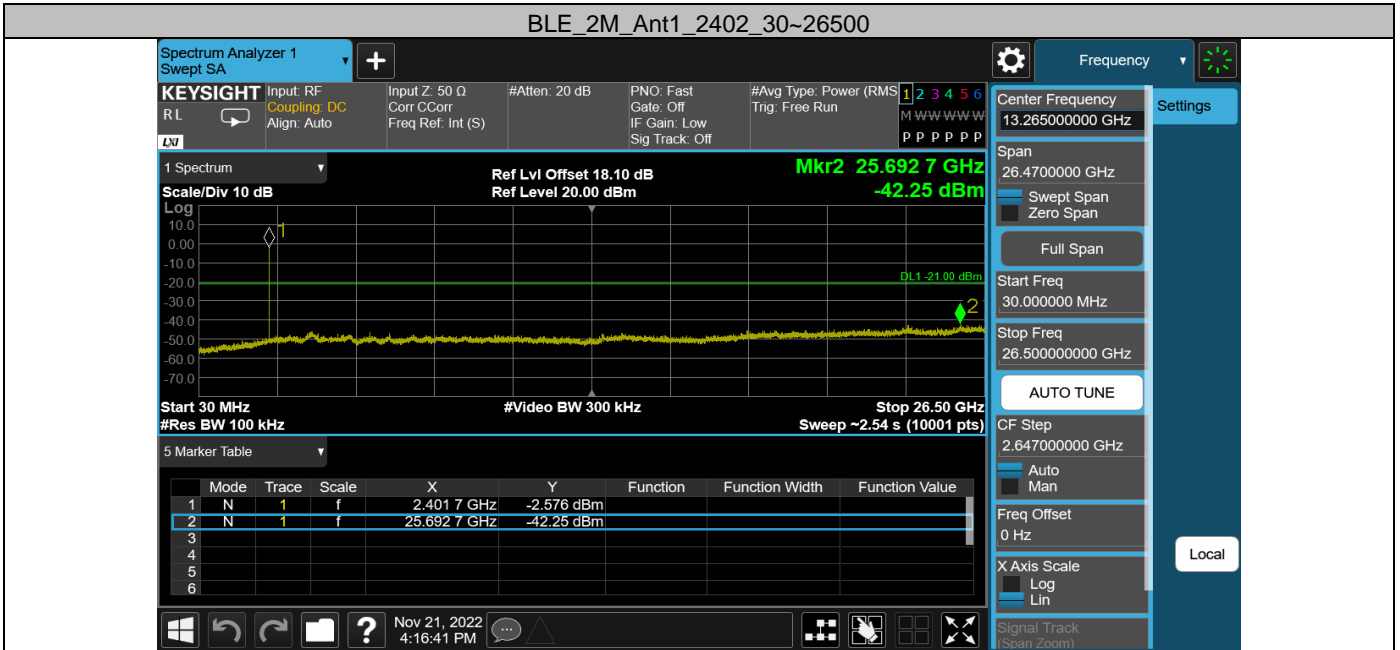 BLE_2M_Ant1_2402_30~26500
Spectrum Analyzer 1
Swept SA
+
Frequency
KEYSIGHT
RL
LXI
Input: RF
Coupling: DC
Align: Auto
Input Z: 50 Ω
Corr CCorr
Freq Ref: Int (S)
#Atten: 20 dB
PNO: Fast
Gate: Off
IF Gain: Low
Sig Track: Off
#Avg Type: Power (RMS
Trig: Free Run
1 2 3 4 5 6
M W W W W W
P P P P P P
1 Spectrum
Scale/Div 10 dB
Ref Lvl Offset 18.10 dB
Ref Level 20.00 dBm
Mkr2 25.692 7 GHz
-42.25 dBm
Log
10.0
0.00
-10.0
-20.0
-30.0
-40.0
-50.0
-60.0
-70.0
1
DL1 -21.00 dBm
2
Start 30 MHz
#Video BW 300 kHz
Stop 26.50 GHz
#Res BW 100 kHz
Sweep ~2.54 s (10001 pts)
5 Marker Table
Mode Trace Scale X Y Function Function Width Function Value
1 N 1 f 2.401 7 GHz -2.576 dBm
2 N 1 f 25.692 7 GHz -42.25 dBm
3
4
5
6
Nov 21, 2022
4:16:41 PM
?
Center Frequency
13.265000000 GHz
Settings
Span
26.4700000 GHz
Swept Span
Zero Span
Full Span
Start Freq
30.000000 MHz
Stop Freq
26.500000000 GHz
AUTO TUNE
CF Step
2.647000000 GHz
Auto
Man
Freq Offset
0 Hz
Local
X Axis Scale
Log
Lin
Signal Track
(Span Zoom)